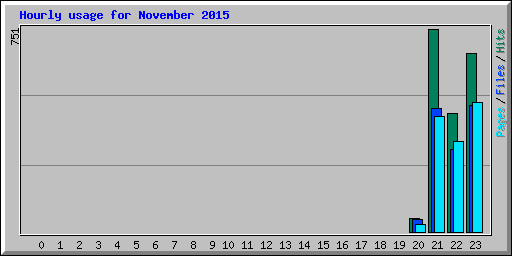 Hourly usage for November 2015
751
Pages/Files/Hits
0 1 2 3 4 5 6 7 8 9 10 11 12 13 14 15 16 17 18 19 20 21 22 23